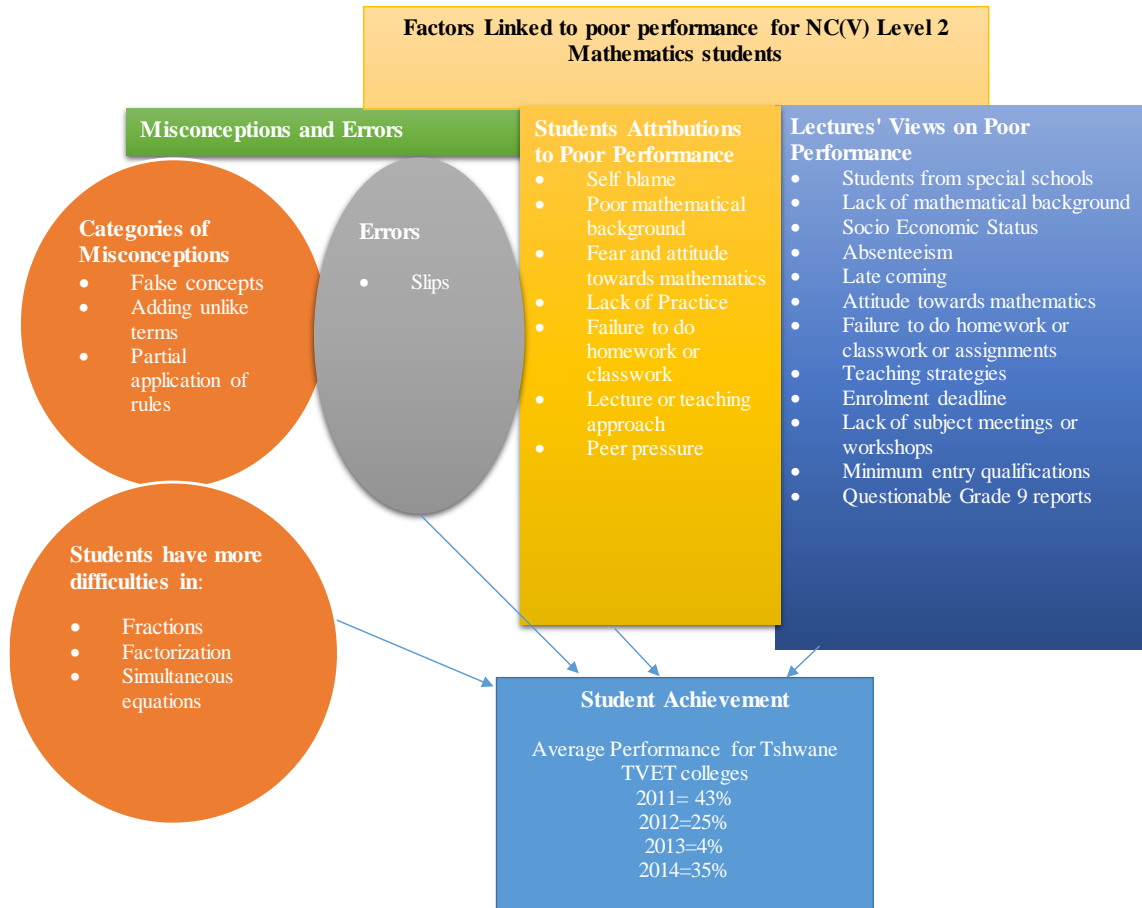 Factors Linked to poor performance for NC(V) Level 2
Mathematics students
Misconceptions and Errors
Categories of
Misconceptions
• False concepts
• Adding unlike
terms
• Partial
application of
rules
Errors
• Slips
Students Attributions
to Poor Performance
• Self blame
• Poor mathematical
background
• Fear and attitude
towards mathematics
• Lack of Practice
• Failure to do
homework or
classwork
• Lecture or teaching
approach
• Peer pressure
Lectures' Views on Poor
Performance
• Students from special schools
• Lack of mathematical background
• Socio Economic Status
• Absenteeism
• Late coming
• Attitude towards mathematics
• Failure to do homework or
classwork or assignments
• Teaching strategies
• Enrolment deadline
• Lack of subject meetings or
workshops
• Minimum entry qualifications
• Questionable Grade 9 reports
Students have more
difficulties in:
• Fractions
• Factorization
• Simultaneous
equations
Student Achievement
Average Performance for Tshwane
TVET colleges
2011= 43%
2012=25%
2013=4%
2014=35%